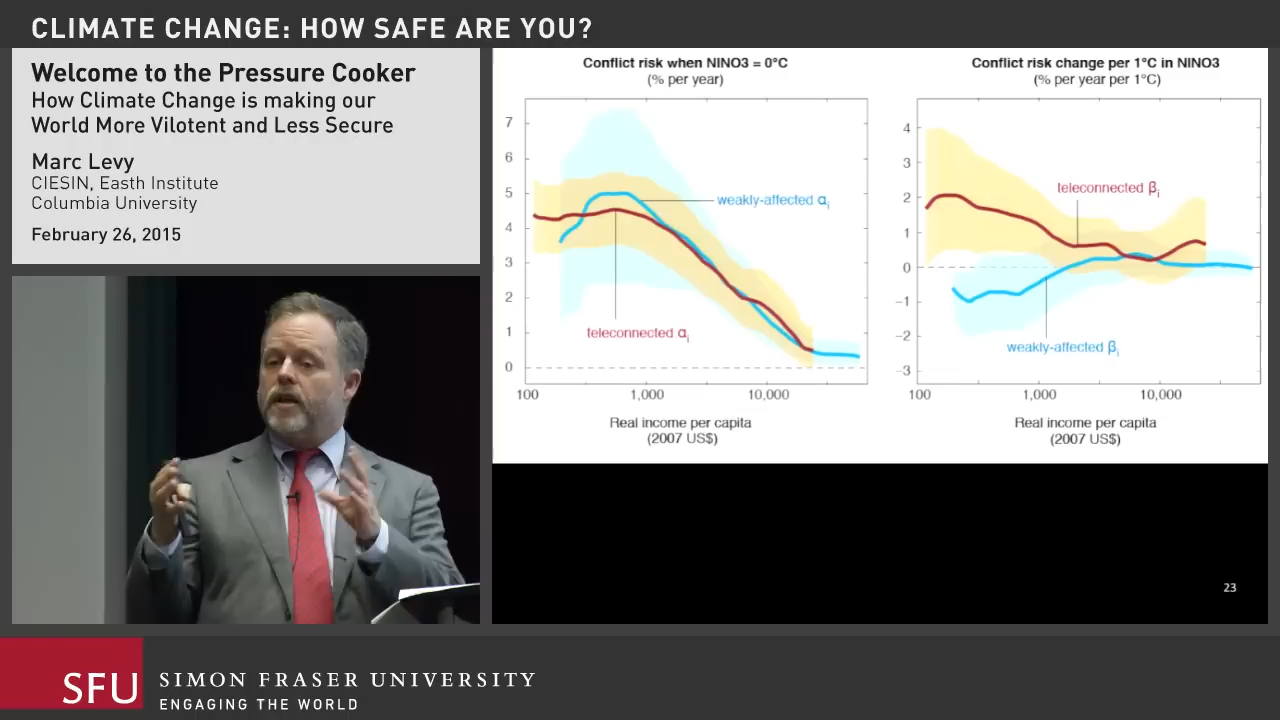 CLIMATE CHANGE: HOW SAFE ARE YOU?
Welcome to the Pressure Cooker
How Climate Change is making our
World More Vilotent and Less Secure
Marc Levy
CIESIN, Easth Institute
Columbia University
February 26, 2015
Conflict risk when NINO3 = 0°C
(% per year)
7
6
5
4
3
2
1
0
weakly-affected αi
teleconnected αi
100
1,000
10,000
Real income per capita
(2007 US$)
Conflict risk change per 1°C in NINO3
(% per year per 1°C)
4
3
2
1
0
−1
−2
−3
teleconnected βi
weakly-affected βi
100
1,000
10,000
Real income per capita
(2007 US$)
23
SFU
SIMON FRASER UNIVERSITY
ENGAGING THE WORLD